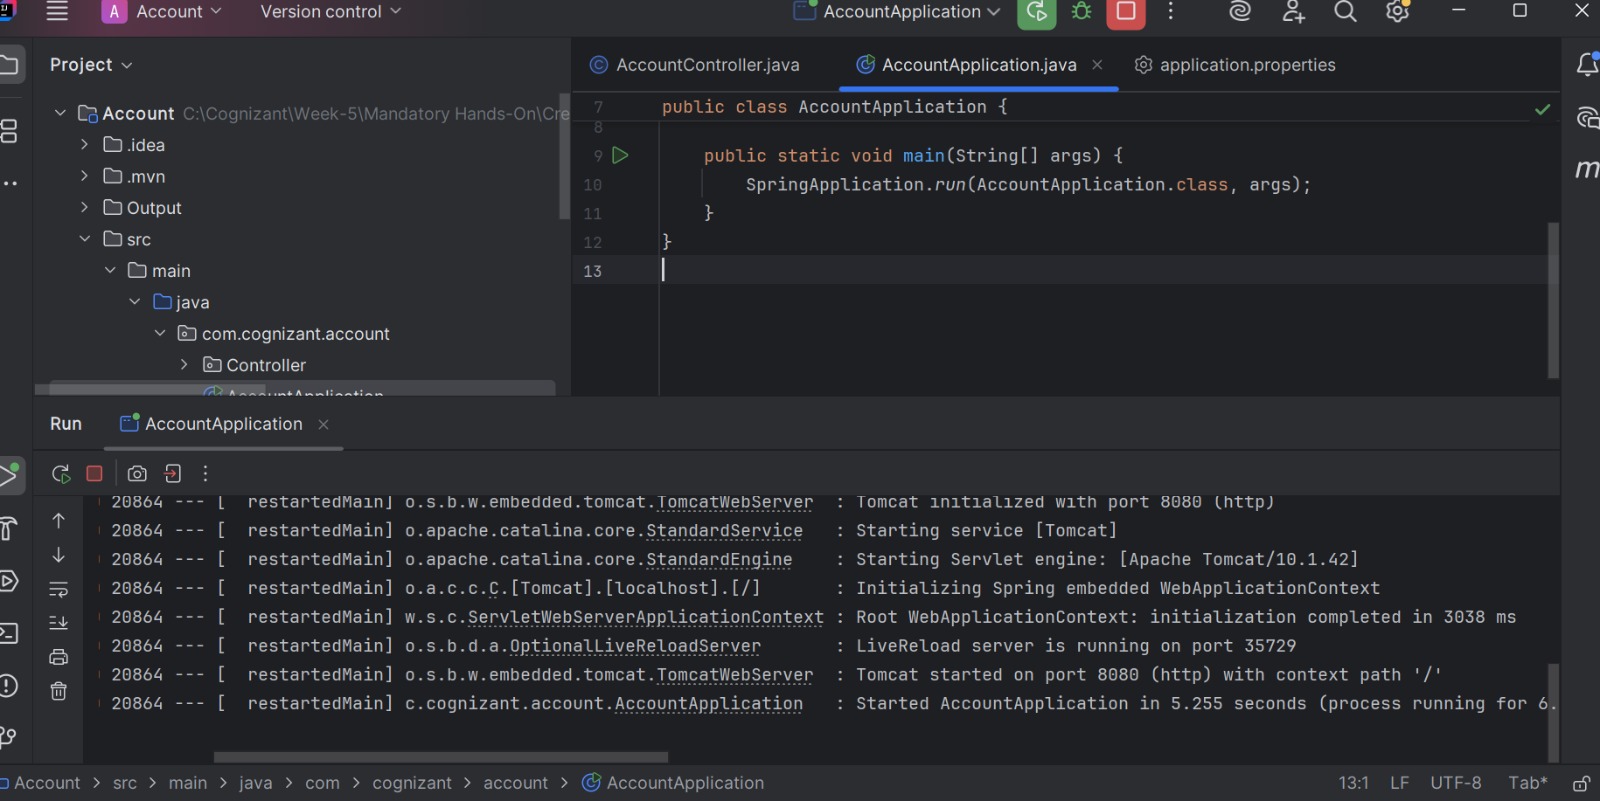 A Account Version control AccountApplication
Project
AccountController.java AccountApplication.java application.properties
Account C:\Cognizant\Week-5\Mandatory Hands-On\Cre
.idea
.mvn
Output
src
main
java
com.cognizant.account
Controller
AccountApplication
7 public class AccountApplication {
8
9 public static void main(String[] args) {
10 SpringApplication.run(AccountApplication.class, args);
11 }
12 }
13
m
Run AccountApplication
20864 --- [  restartedMain] o.s.b.w.embedded.tomcat.TomcatWebServer  : Tomcat initialized with port 8080 (http)
20864 --- [  restartedMain] o.apache.catalina.core.StandardService   : Starting service [Tomcat]
20864 --- [  restartedMain] o.apache.catalina.core.StandardEngine    : Starting Servlet engine: [Apache Tomcat/10.1.42]
20864 --- [  restartedMain] o.a.c.c.C.[Tomcat].[localhost].[/]       : Initializing Spring embedded WebApplicationContext
20864 --- [  restartedMain] w.s.c.ServletWebServerApplicationContext : Root WebApplicationContext: initialization completed in 3038 ms
20864 --- [  restartedMain] o.s.b.d.a.OptionalLiveReloadServer       : LiveReload server is running on port 35729
20864 --- [  restartedMain] o.s.b.w.embedded.tomcat.TomcatWebServer  : Tomcat started on port 8080 (http) with context path '/'
20864 --- [  restartedMain] c.cognizant.account.AccountApplication   : Started AccountApplication in 5.255 seconds (process running for 6.
Account > src > main > java > com > cognizant > account > AccountApplication 13:1 LF UTF-8 Tab*